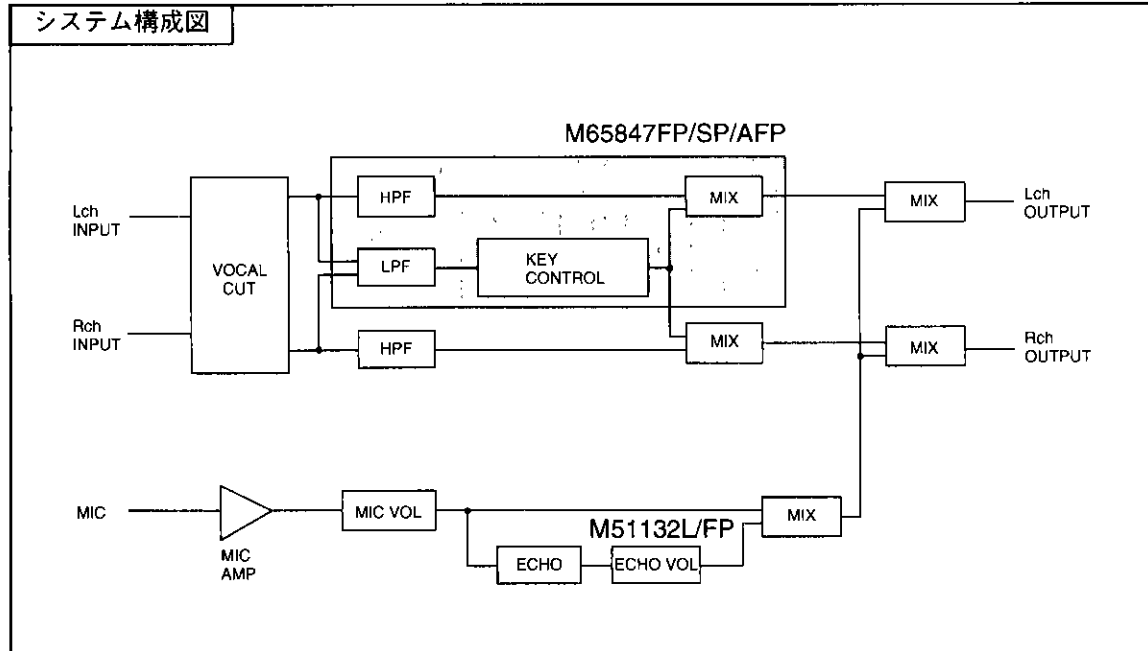 システム構成図
M65847FP/SP/AFP
HPF
MIX
MIX
Lch
INPUT
Lch
OUTPUT
VOCAL
CUT
LPF
KEY
CONTROL
Rch
INPUT
HPF
MIX
MIX
Rch
OUTPUT
MIC
MIC
AMP
MIC VOL
MIX
M51132L/FP
ECHO
ECHO VOL